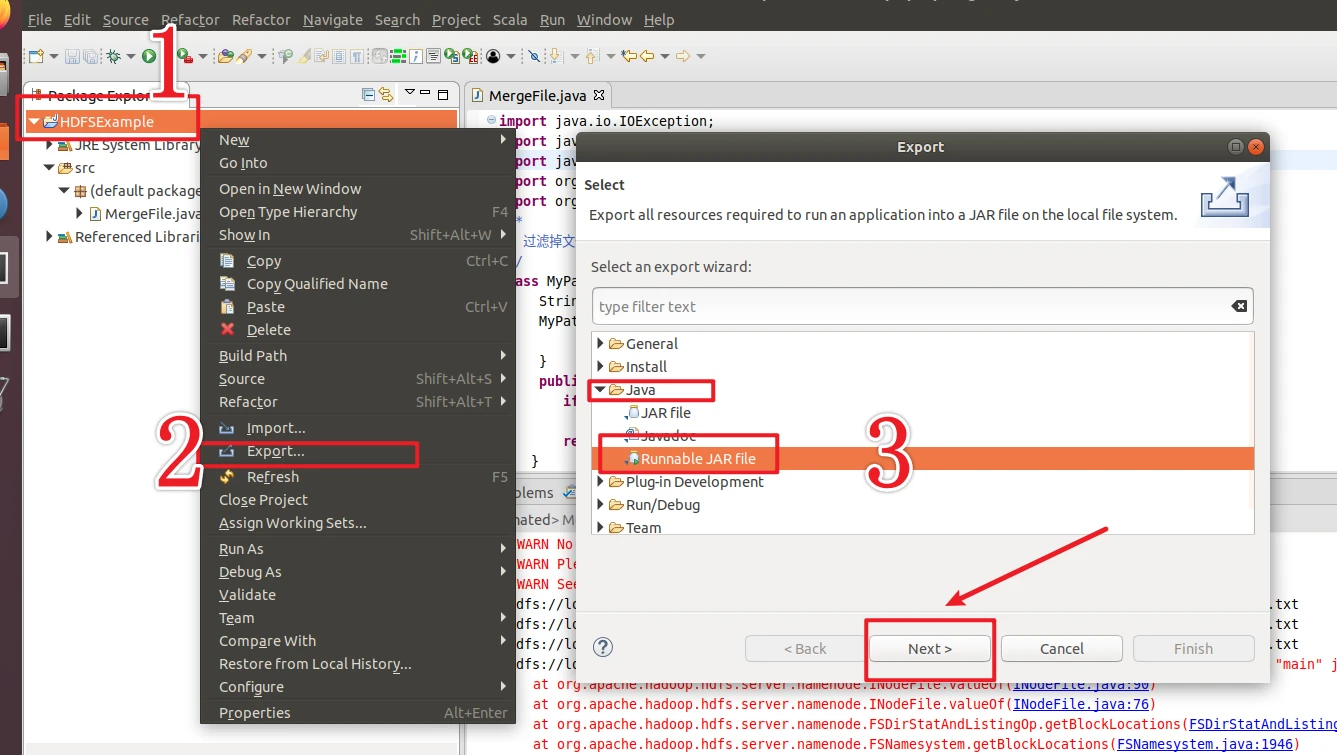 File Edit Source Refactor Refactor Navigate Search Project Scala Run Window Help
1
Package Explor
MergeFile.java
HDFSExample
JRE System Library
src
(default package
MergeFile.java
Referenced Librari
New
Go Into
Open in New Window
Open Type Hierarchy F4
Show In Shift+Alt+W
Copy Ctrl+C
Copy Qualified Name
Paste Ctrl+V
Delete
Build Path
Source Shift+Alt+S
Refactor Shift+Alt+T
Import...
2
Export...
Refresh F5
Close Project
Assign Working Sets...
Run As
Debug As
Validate
Team
Compare With
Restore from Local History...
Configure
Properties Alt+Enter
import java.io.IOException;
port jav
port jav
port org
port org
*
过滤掉文
/
ass MyPa
Strin
MyPat
}
publi
if
re
}
Export
Select
Export all resources required to run an application into a JAR file on the local file system.
Select an export wizard:
type filter text
General
Install
Java
JAR file
Javadoc
Runnable JAR file
3
Plug-in Development
Run/Debug
Team
? < Back Next > Cancel Finish
blems
nated> M
WARN No
WARN Ple
WARN See
dfs://lo .txt
dfs://lo .txt
dfs://lo .txt
dfs://lo "main" j
at org.apache.hadoop.hdfs.server.namenode.INodeFile.valueOf(INodeFile.java:90)
at org.apache.hadoop.hdfs.server.namenode.INodeFile.valueOf(INodeFile.java:76)
at org.apache.hadoop.hdfs.server.namenode.FSDirStatAndListingOp.getBlockLocations(FSDirStatAndListing
at org.apache.hadoop.hdfs.server.namenode.FSNamesystem.getBlockLocations(FSNamesystem.java:1946)